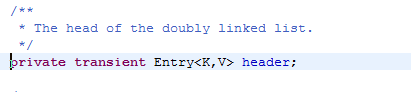 /**
 * The head of the doubly linked list.
 */
private transient Entry<K,V> header;